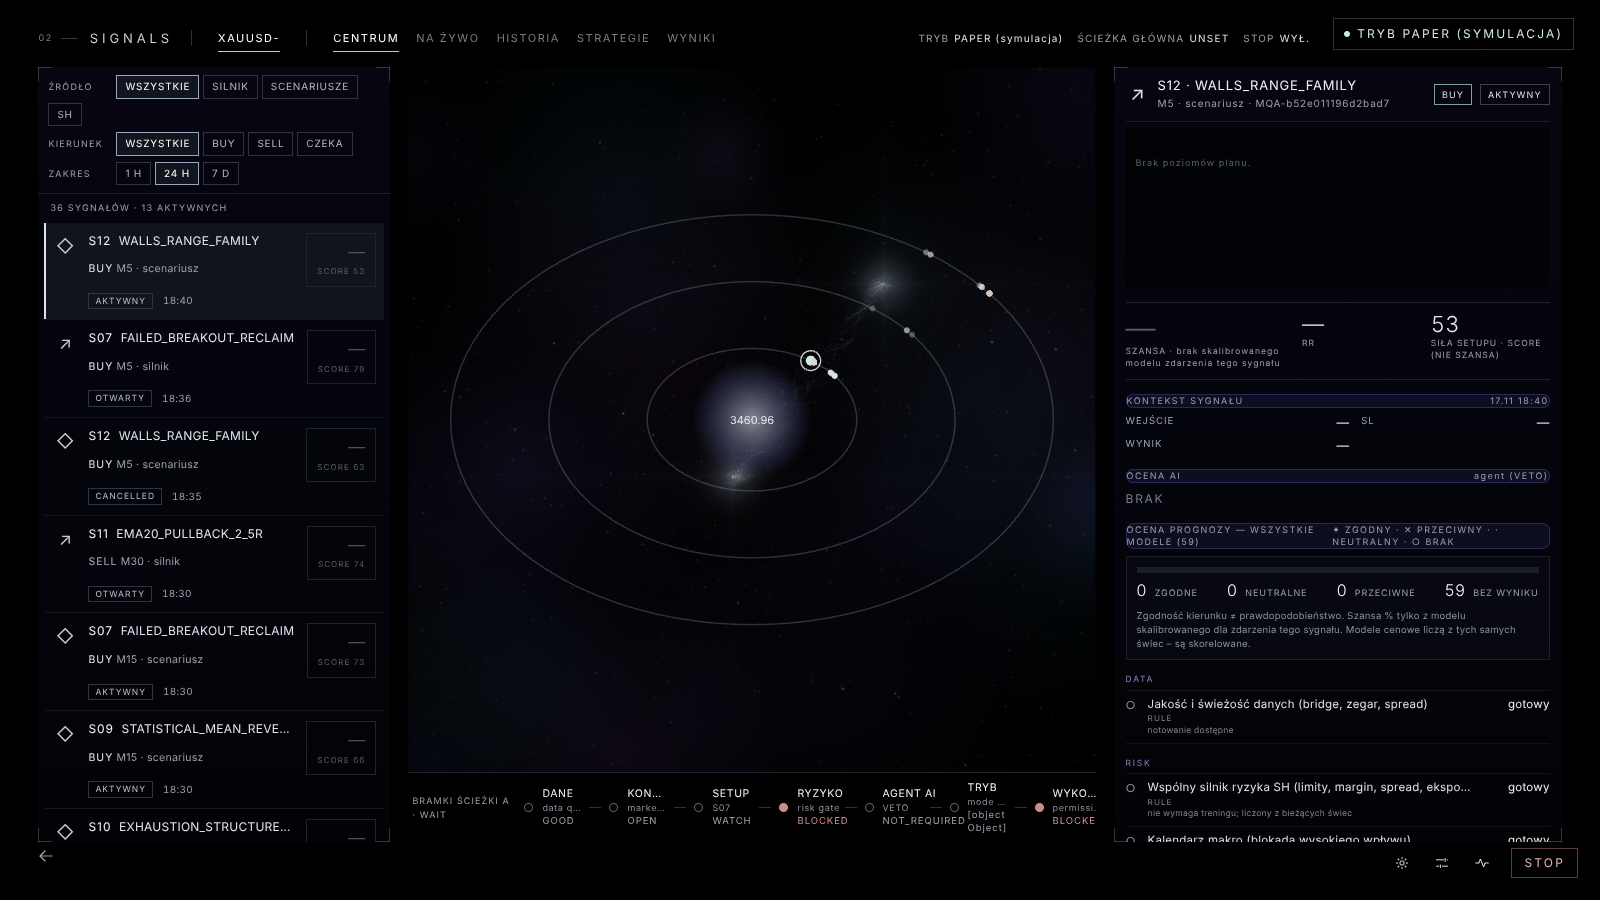 02 — SIGNALS XAUUSD- CENTRUM NA ŻYWO HISTORIA STRATEGIE WYNIKI TRYB PAPER (symulacja) ŚCIEŻKA GŁÓWNA UNSET STOP WYŁ. TRYB PAPER (SYMULACJA)
ŹRÓDŁO WSZYSTKIE SILNIK SCENARIUSZE
SH
KIERUNEK WSZYSTKIE BUY SELL CZEKA
ZAKRES 1 H 24 H 7 D
36 SYGNAŁÓW · 13 AKTYWNYCH
S12 WALLS_RANGE_FAMILY —
BUY M5 · scenariusz SCORE 53
AKTYWNY 18:40
S07 FAILED_BREAKOUT_RECLAIM —
BUY M5 · silnik SCORE 79
OTWARTY 18:36
S12 WALLS_RANGE_FAMILY —
BUY M5 · scenariusz SCORE 63
CANCELLED 18:35
S11 EMA20_PULLBACK_2_5R —
SELL M30 · silnik SCORE 74
OTWARTY 18:30
S07 FAILED_BREAKOUT_RECLAIM —
BUY M15 · scenariusz SCORE 73
AKTYWNY 18:30
S09 STATISTICAL_MEAN_REVE... —
BUY M15 · scenariusz SCORE 66
AKTYWNY 18:30
S10 EXHAUSTION_STRUCTURE... —
3460.96
BRAMKI ŚCIEŻKI A
· WAIT
DANE
data q...
GOOD
KON...
marke...
OPEN
SETUP
S07
WATCH
RYZYKO
risk gate
BLOCKED
AGENT AI
VETO
NOT_REQUIRED
TRYB
mode ...
[object
Object]
WYKO...
permissi.
BLOCKE
S12 · WALLS_RANGE_FAMILY BUY AKTYWNY
M5 · scenariusz · MQA-b52e011196d2bad7
Brak poziomów planu.
— — 53
SZANSA · brak skalibrowanego
modelu zdarzenia tego sygnału
RR
SIŁA SETUPU · SCORE
(NIE SZANSA)
KONTEKST SYGNAŁU 17.11 18:40
WEJŚCIE — SL —
WYNIK —
OCENA AI agent (VETO)
BRAK
OCENA PROGNOZY — WSZYSTKIE
MODELE (59)
✦ ZGODNY · ✕ PRZECIWNY · ·
NEUTRALNY · O BRAK
0 ZGODNE 0 NEUTRALNE 0 PRZECIWNE 59 BEZ WYNIKU
Zgodność kierunku ≠ prawdopodobieństwo. Szansa % tylko z modelu
skalibrowanego dla zdarzenia tego sygnału. Modele cenowe liczą z tych samych
świec – są skorelowane.
DATA
Jakość i świeżość danych (bridge, zegar, spread) gotowy
RULE
notowanie dostępne
RISK
Wspólny silnik ryzyka SH (limity, margin, spread, ekspo... gotowy
RULE
nie wymaga treningu; liczony z bieżących świec
Kalendarz makro (blokada wysokiego wpływu) gotowy
STOP